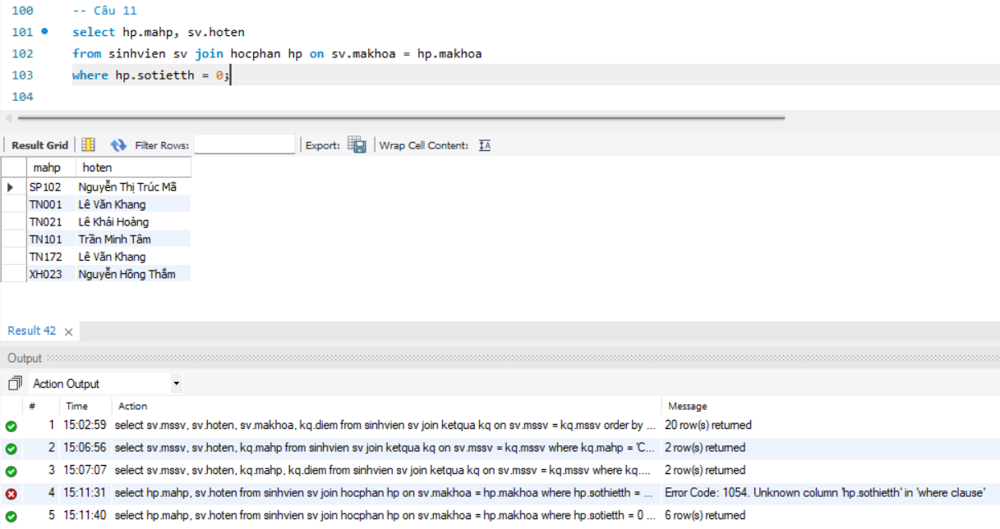 100 -- Câu 11
101 select hp.mahp, sv.hoten
102 from sinhvien sv join hocphan hp on sv.makhoa = hp.makhoa
103 where hp.sotietth = 0;
104
Result Grid Filter Rows: Export: Wrap Cell Content:
mahp hoten
SP102 Nguyễn Thị Trúc Mã
TN001 Lê Văn Khang
TN021 Lê Khải Hoàng
TN101 Trần Minh Tâm
TN172 Lê Văn Khang
XH023 Nguyễn Hồng Thắm
Result 42
Output
Action Output
# Time Action Message
1 15:02:59 select sv.mssv, sv.hoten, sv.makhoa, kq.diem from sinhvien sv join ketqua kq on sv.mssv = kq.mssv order by ... 20 row(s) returned
2 15:06:56 select sv.mssv, sv.hoten, kq.mahp from sinhvien sv join ketqua kq on sv.mssv = kq.mssv where kq.mahp = 'C... 2 row(s) returned
3 15:07:07 select sv.mssv, sv.hoten, kq.mahp, kq.diem from sinhvien sv join ketqua kq on sv.mssv = kq.mssv where kq.... 2 row(s) returned
4 15:11:31 select hp.mahp, sv.hoten from sinhvien sv join hocphan hp on sv.makhoa = hp.makhoa where hp.sothietth = ... Error Code: 1054. Unknown column 'hp.sothietth' in 'where clause'
5 15:11:40 select hp.mahp, sv.hoten from sinhvien sv join hocphan hp on sv.makhoa = hp.makhoa where hp.sotietth = 0 ... 6 row(s) returned